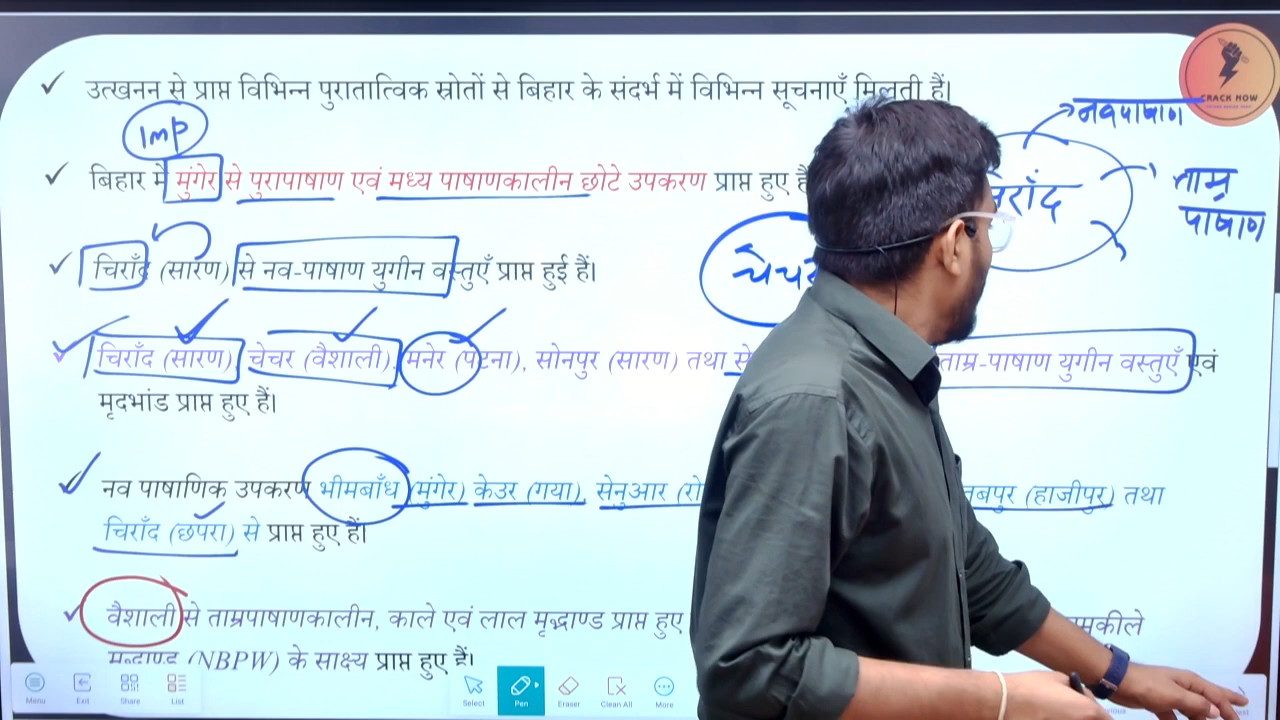 उत्खनन से प्राप्त विभिन्न पुरातात्विक स्रोतों से बिहार के संदर्भ में विभिन्न सूचनाएँ मिलती हैं।
CRACK NOW
नवपाषाण
Imp
बिहार में मुंगेर से पुरापाषाण एवं मध्य पाषाणकालीन छोटे उपकरण प्राप्त हुए हैं
ताम्र
पाषाण
चिराँद (सारण) से नव-पाषाण युगीन वस्तुएँ प्राप्त हुई हैं।
चिराँद (सारण), चेचर (वैशाली), मनेर (पटना), सोनपुर (सारण) तथा ताम्र-पाषाण युगीन वस्तुएँ एवं
मृदभांड प्राप्त हुए हैं।
नव पाषाणिक उपकरण भीमबाँध (मुंगेर) केउर (गया), सेनुआर (हाजीपुर) तथा
चिराँद (छपरा) से प्राप्त हुए हैं।
वैशाली से ताम्रपाषाणकालीन, काले एवं लाल मृद्भाण्ड प्राप्त हुए
(NBPW) के साक्ष्य प्राप्त हुए हैं।
Menu Exit Share List Select Pen Eraser Clean All More